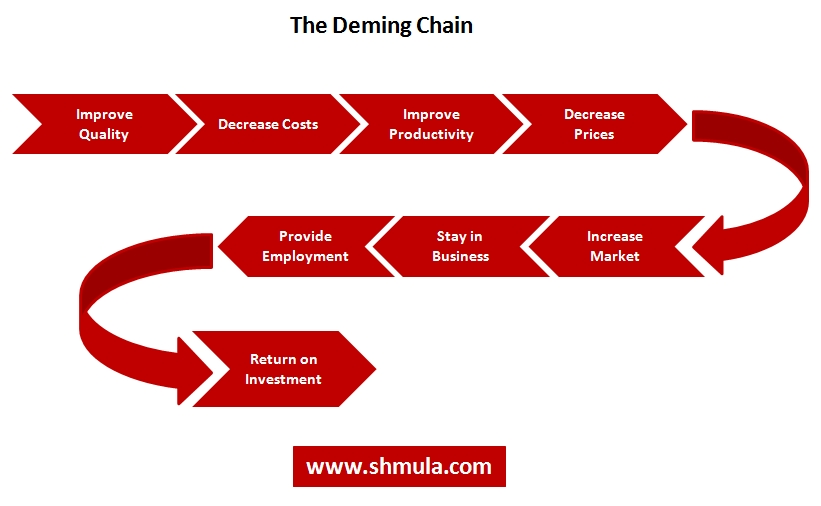 The Deming Chain
Improve
Quality
Decrease Costs
Improve
Productivity
Decrease
Prices
Increase
Market
Stay in
Business
Provide
Employment
Return on
Investment
www.shmula.com